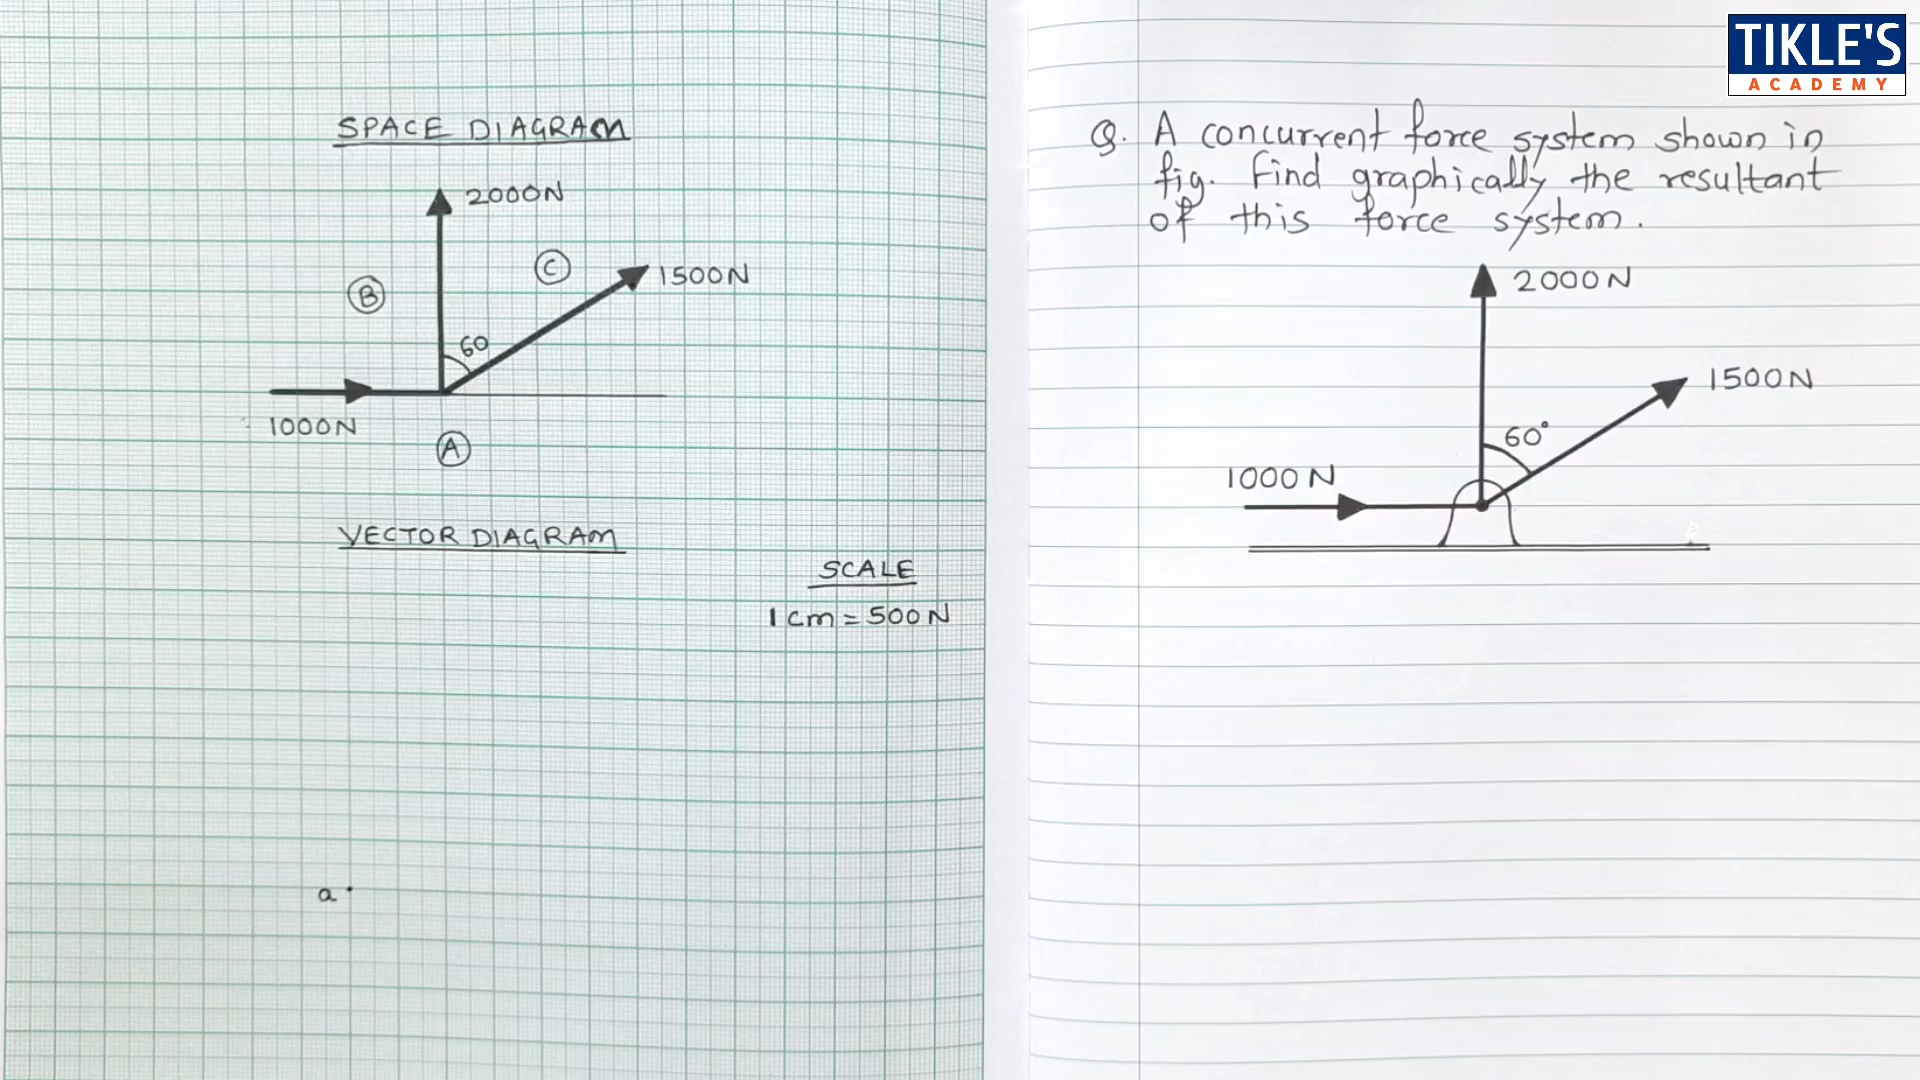 SPACE DIAGRAM
2000N
C
1500N
B
60
1000N
A
VECTOR DIAGRAM
SCALE
1 cm = 500 N
a
TIKLE'S
ACADEMY
Q. A concurrent force system shown in
fig. Find graphically the resultant
of this force system.
2000 N
1500 N
60°
1000 N